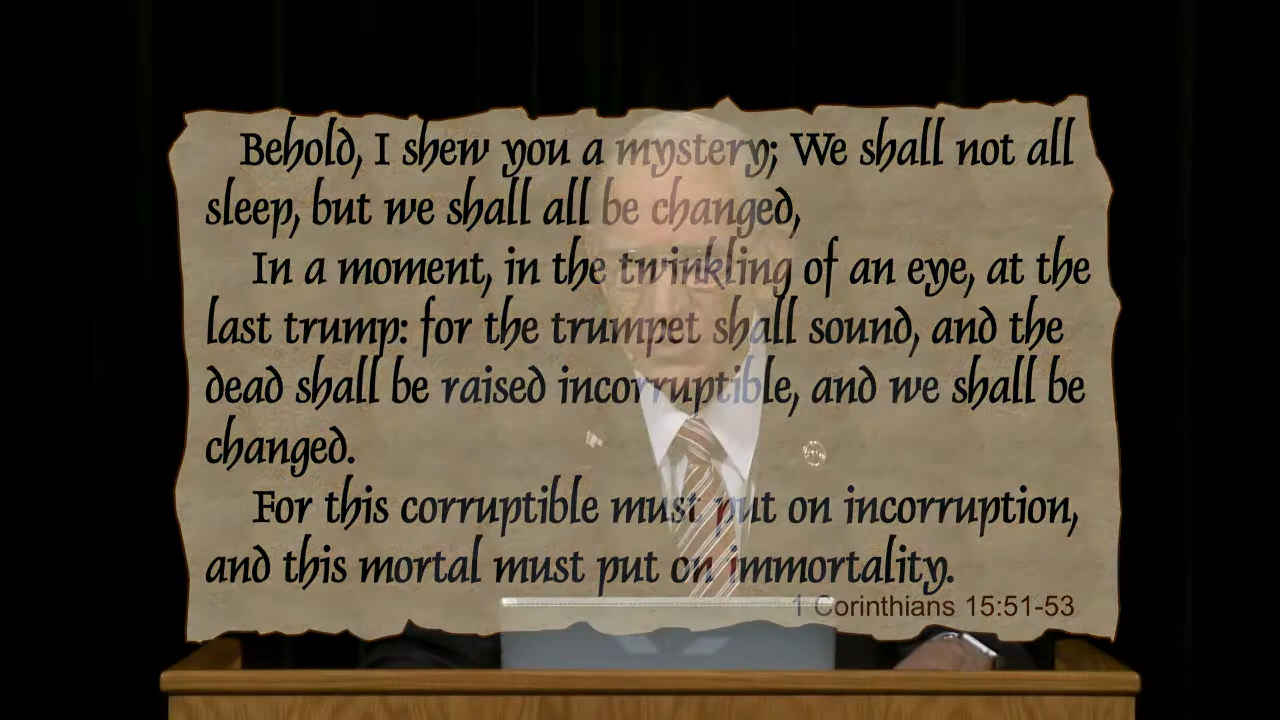 Behold, I shew you a mystery; We shall not all
sleep, but we shall all be changed,
In a moment, in the twinkling of an eye, at the
last trump: for the trumpet shall sound, and the
dead shall be raised incorruptible, and we shall be
changed.
For this corruptible must put on incorruption,
and this mortal must put on immortality.
1 Corinthians 15:51-53